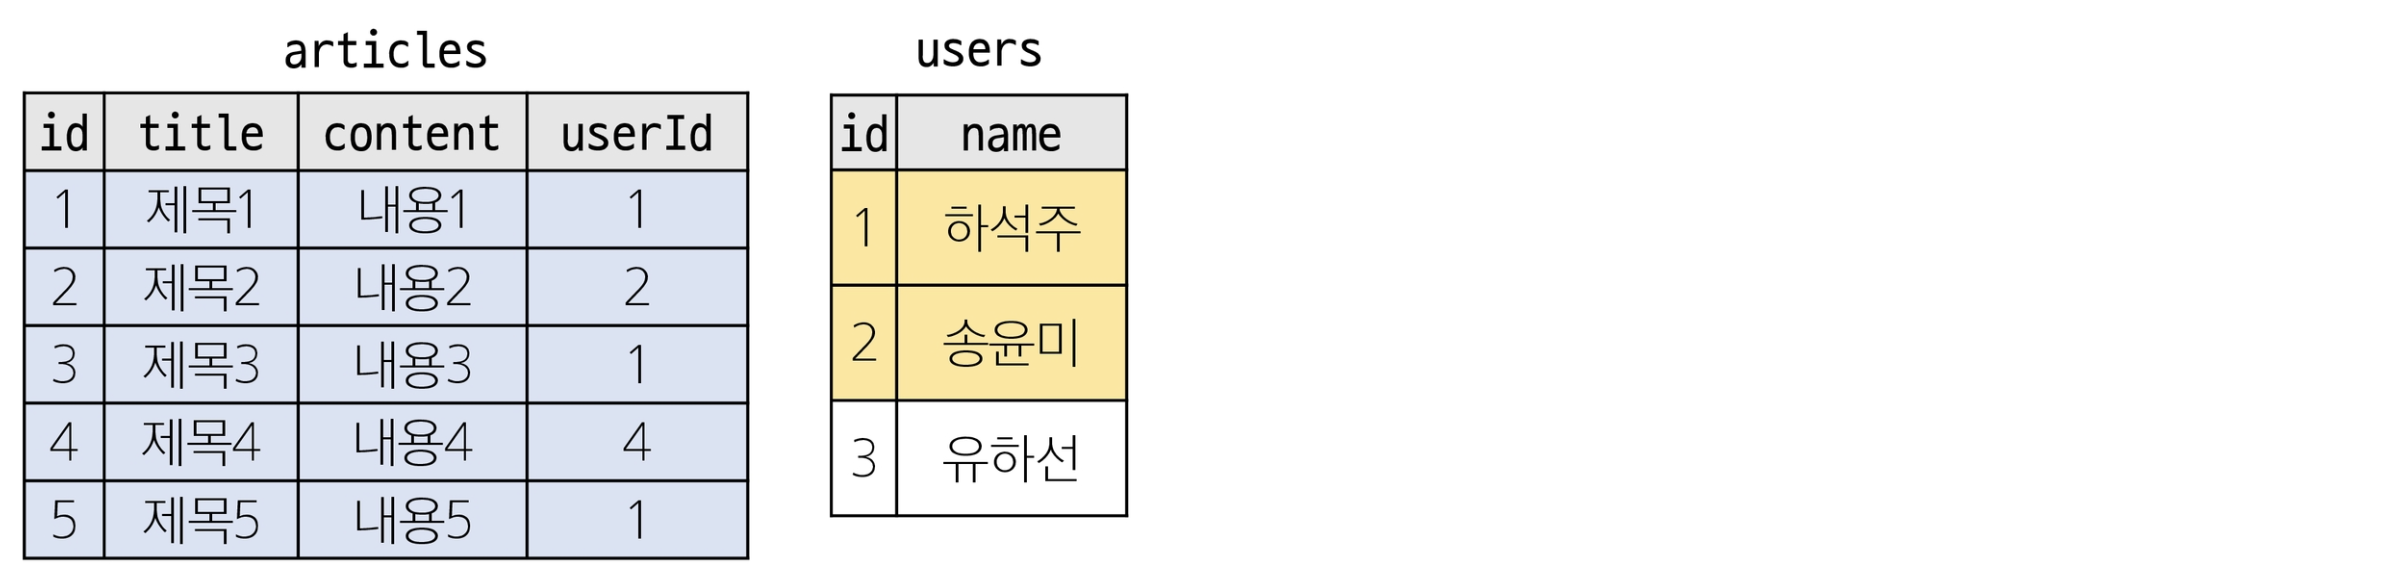 articles
id title content userId
1 제목1 내용1 1
2 제목2 내용2 2
3 제목3 내용3 1
4 제목4 내용4 4
5 제목5 내용5 1
users
id name
1 하석주
2 송윤미
3 유하선